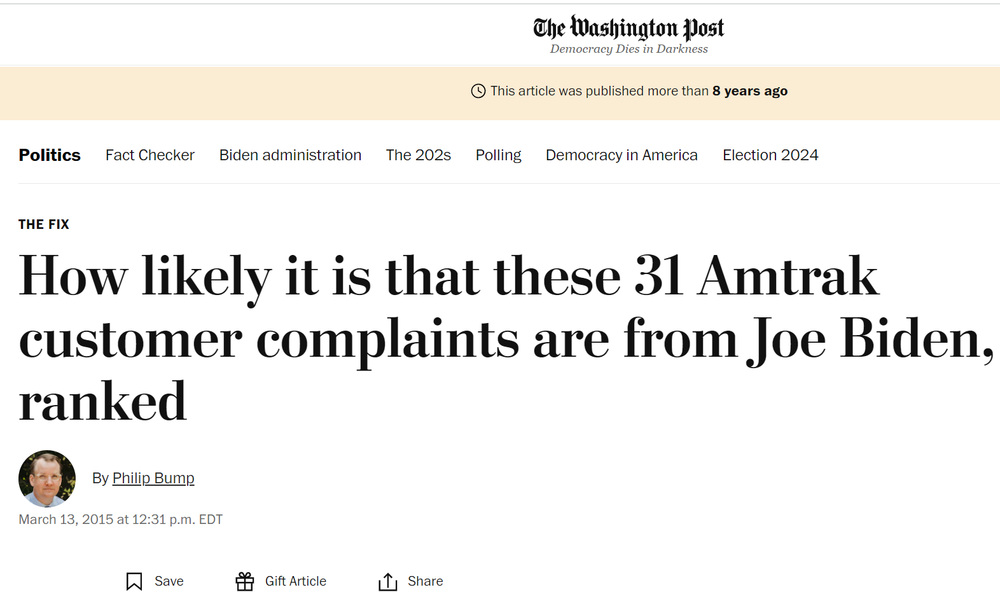 The Washington Post
Democracy Dies in Darkness
This article was published more than 8 years ago
Politics Fact Checker Biden administration The 202s Polling Democracy in America Election 2024
THE FIX
How likely it is that these 31 Amtrak
customer complaints are from Joe Biden,
ranked
By Philip Bump
March 13, 2015 at 12:31 p.m. EDT
Save Gift Article Share